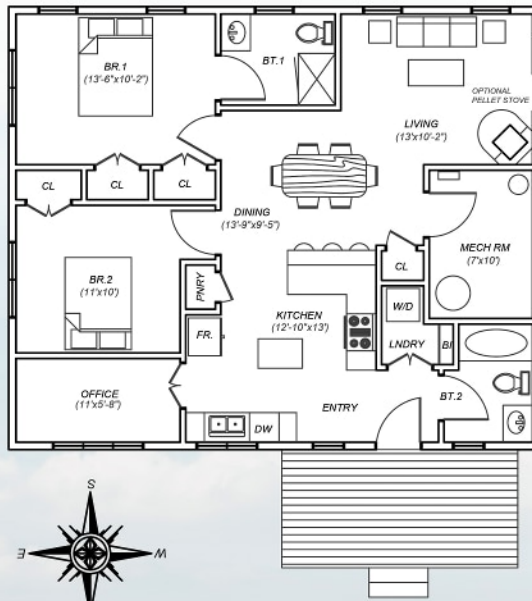 BR.1
(13'-6"x10'-2")
BT.1
OPTIONAL
PELLET STOVE
LIVING
(13'x10'-2")
CL
CL
CL
DINING
(13'-9"x9'-5")
MECH RM
(7'x10')
CL
BR.2
(11'x10')
PNRY
W/D
KITCHEN
(12'-10"x13')
FR.
LNDRY
BI
OFFICE
(11'x5'-8")
BT.2
ENTRY
DW
S
E
W